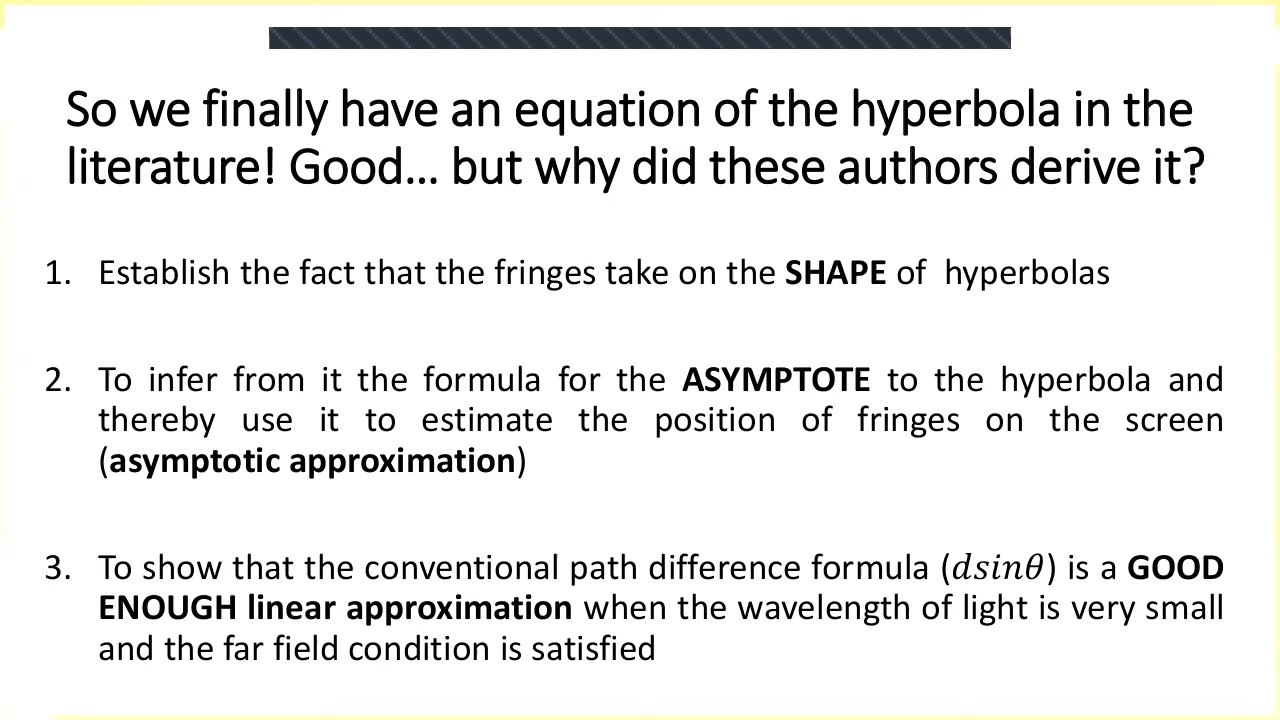 So we finally have an equation of the hyperbola in the
literature! Good… but why did these authors derive it?
1. Establish the fact that the fringes take on the SHAPE of  hyperbolas
2. To infer from it the formula for the ASYMPTOTE to the hyperbola and
thereby use it to estimate the position of fringes on the screen
(asymptotic approximation)
3. To show that the conventional path difference formula (𝑑𝑠𝑖𝑛𝜃) is a GOOD
ENOUGH linear approximation when the wavelength of light is very small
and the far field condition is satisfied